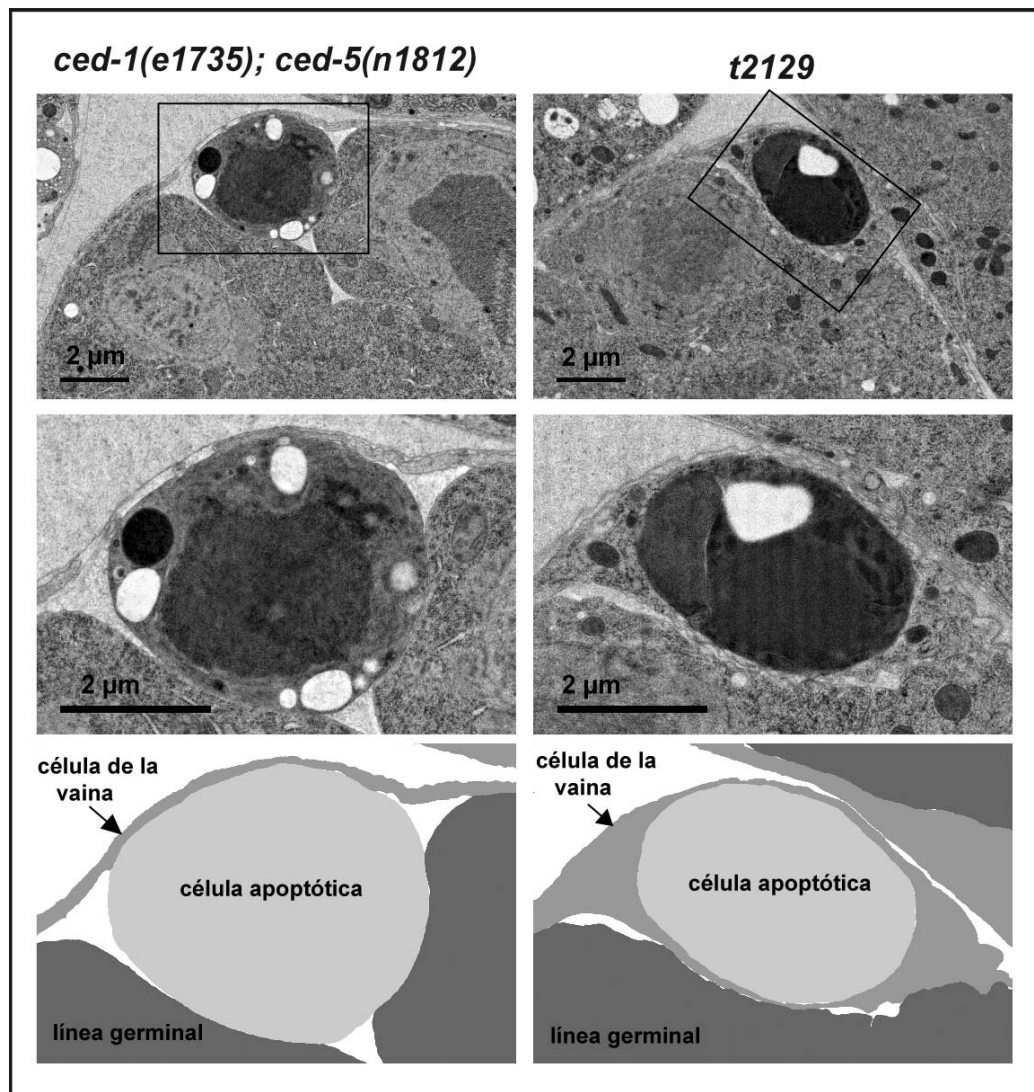 ced-1(e1735); ced-5(n1812)
t2129
2 µm
2 µm
2 µm
2 µm
célula de la
vaina
célula apoptótica
línea germinal
célula de la
vaina
célula apoptótica
línea germinal